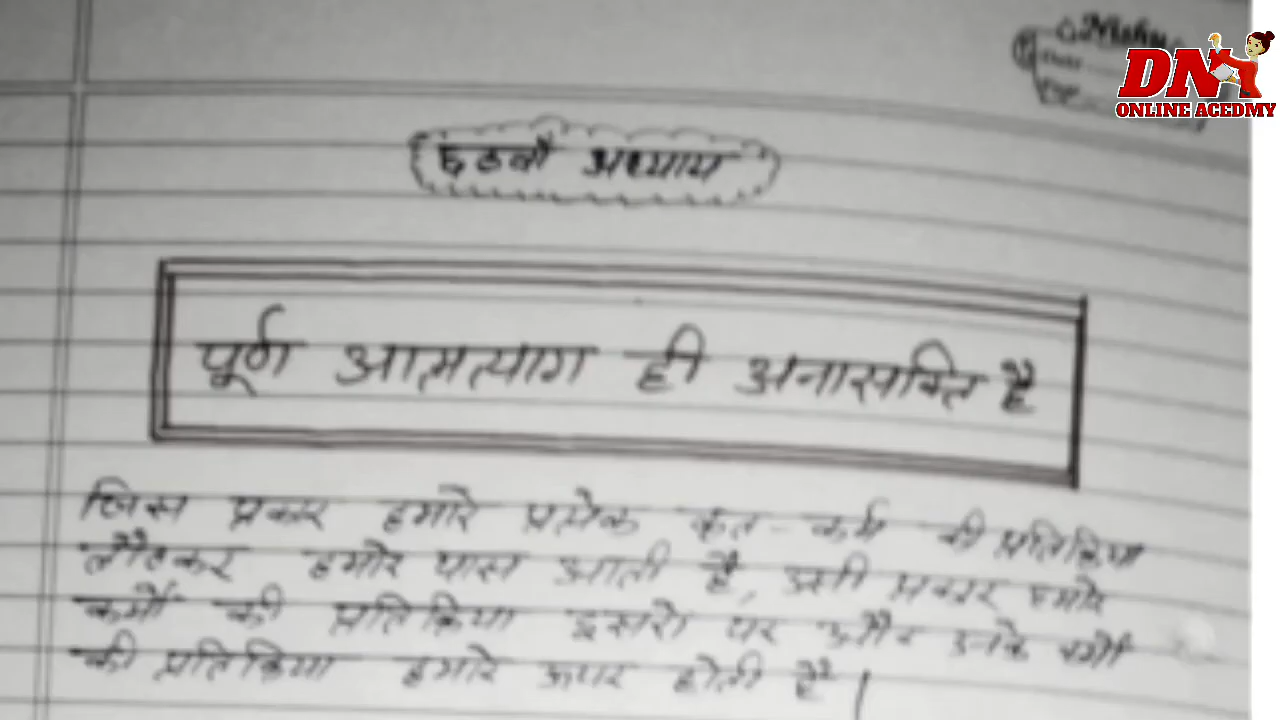 DN
ONLINE ACEDMY
छठवाँ अध्याय
पूर्ण आत्मत्याग ही अनासक्ति है
जिस प्रकार हमारे प्रत्येक कृत-कर्म की प्रतिक्रिया
लौटकर हमारे पास आती है, उसी प्रकार हमारे
कर्मों की प्रतिक्रिया दूसरो पर और उनके कर्मों
की प्रतिक्रिया हमारे ऊपर होती है।